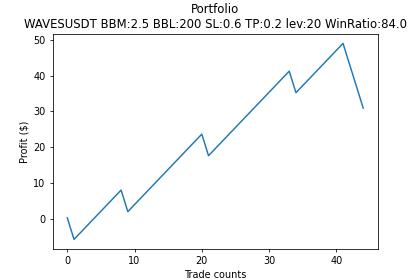 Portfolio
WAVESUSDT BBM:2.5 BBL:200 SL:0.6 TP:0.2 lev:20 WinRatio:84.0
50
40
30
20
10
0
Profit ($)
0 10 20 30 40
Trade counts